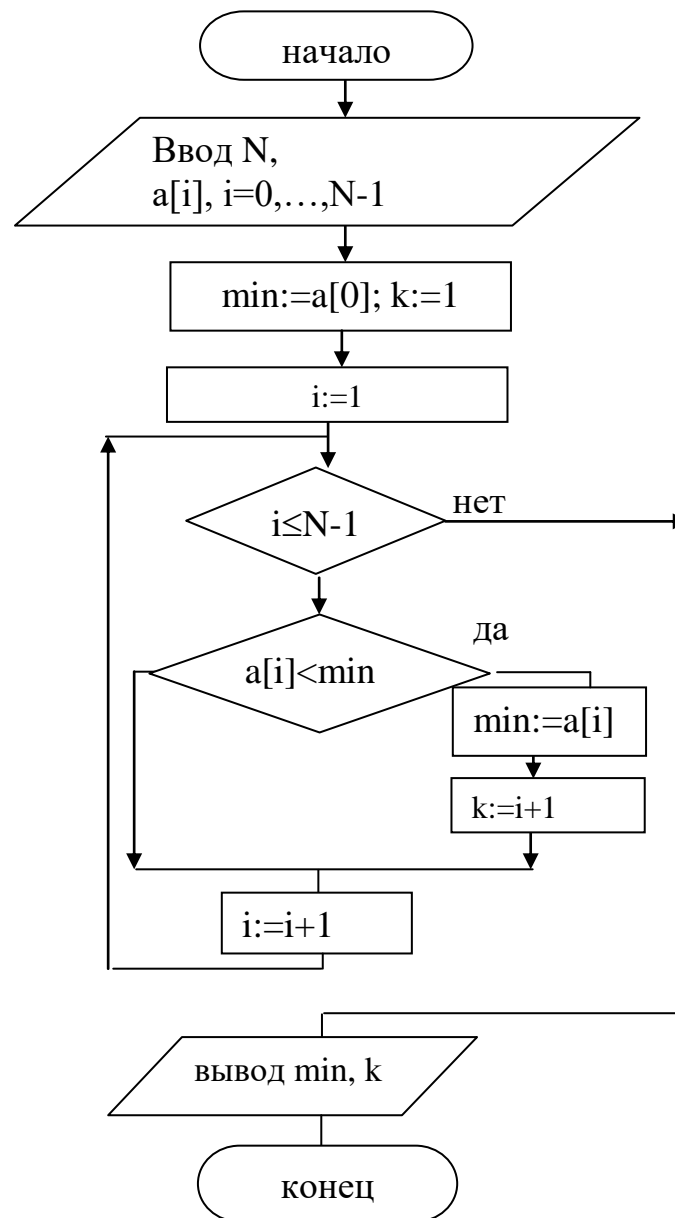 начало
Ввод N,
a[i], i=0,…,N-1
min:=a[0]; k:=1
i:=1
i≤N-1
нет
a[i]<min
да
min:=a[i]
k:=i+1
i:=i+1
вывод min, k
конец